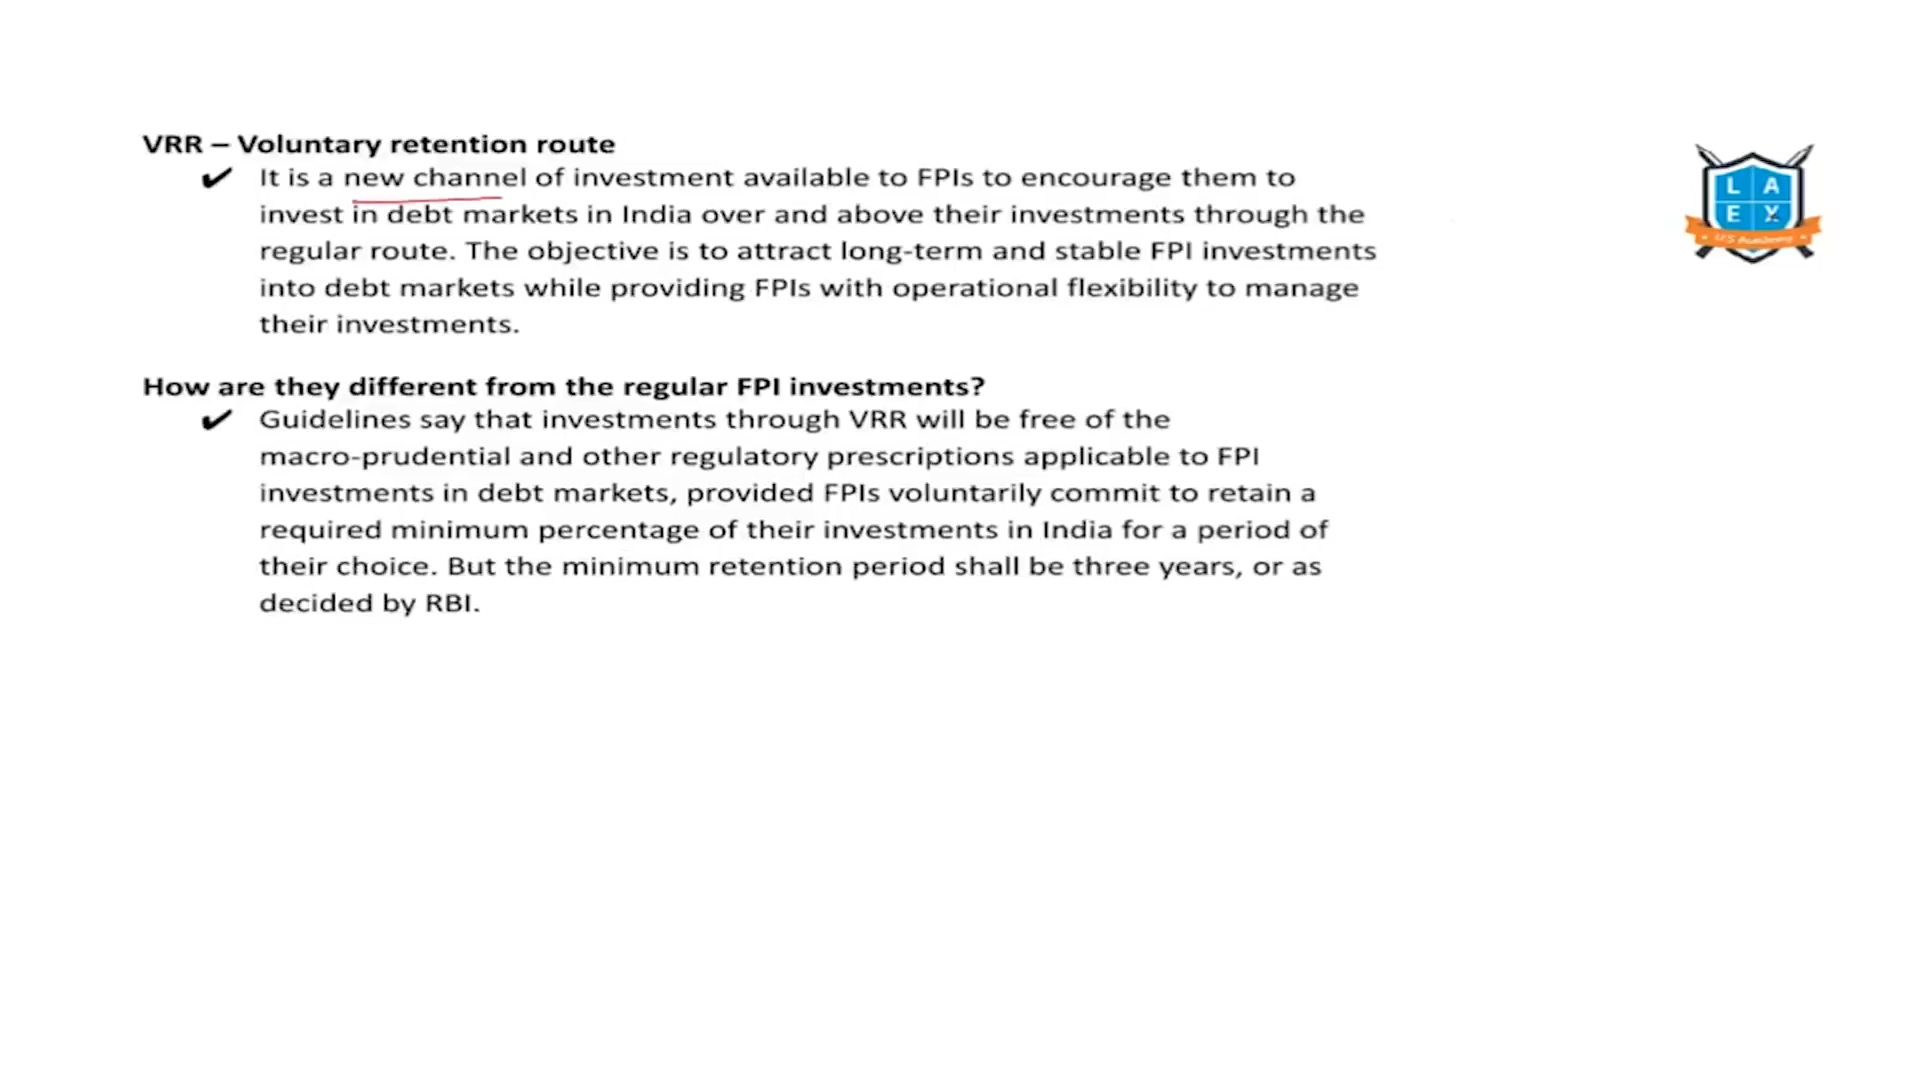 VRR – Voluntary retention route
✔ It is a new channel of investment available to FPIs to encourage them to
invest in debt markets in India over and above their investments through the
regular route. The objective is to attract long-term and stable FPI investments
into debt markets while providing FPIs with operational flexibility to manage
their investments.
How are they different from the regular FPI investments?
✔ Guidelines say that investments through VRR will be free of the
macro-prudential and other regulatory prescriptions applicable to FPI
investments in debt markets, provided FPIs voluntarily commit to retain a
required minimum percentage of their investments in India for a period of
their choice. But the minimum retention period shall be three years, or as
decided by RBI.
L A
E X